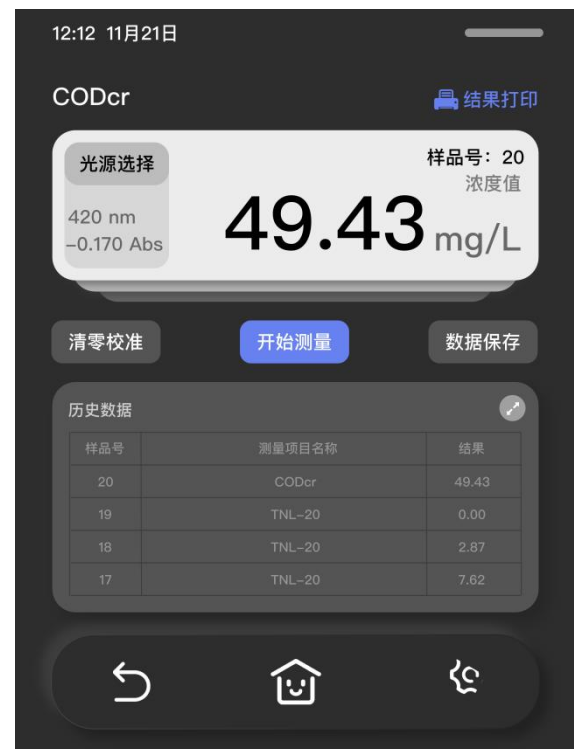 12:12 11月21日
CODcr
结果打印
光源选择
样品号：20
浓度值
420 nm
−0.170 Abs
49.43 mg/L
清零校准
开始测量
数据保存
历史数据
样品号 测量项目名称 结果
20 CODcr 49.43
19 TNL−20 0.00
18 TNL−20 2.87
17 TNL−20 7.62